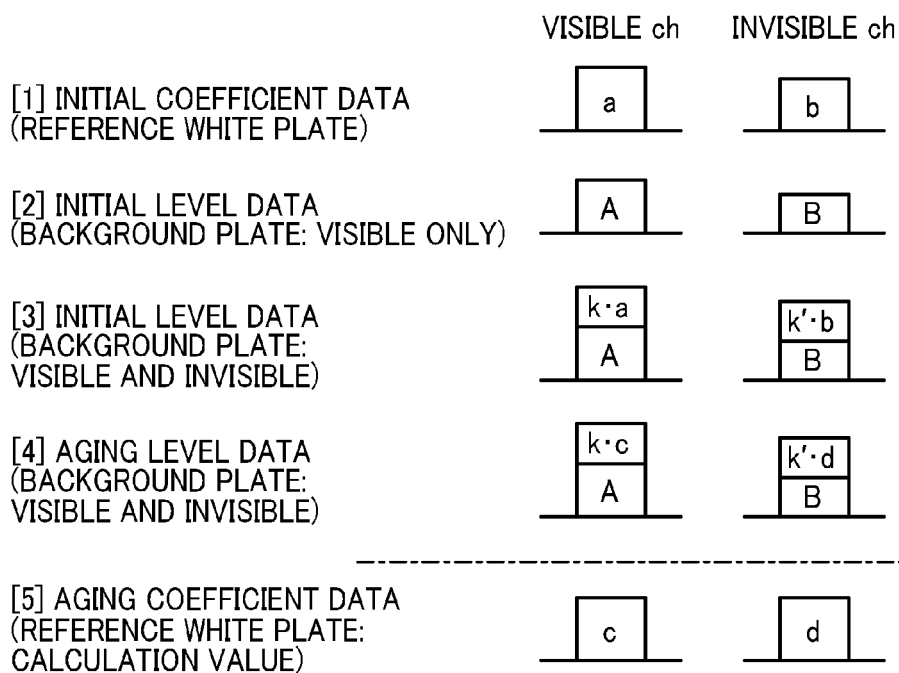 VISIBLE ch INVISIBLE ch
[1] INITIAL COEFFICIENT DATA
(REFERENCE WHITE PLATE)
a b
[2] INITIAL LEVEL DATA
(BACKGROUND PLATE: VISIBLE ONLY)
A B
[3] INITIAL LEVEL DATA
(BACKGROUND PLATE:
VISIBLE AND INVISIBLE)
k·a k′·b
A B
[4] AGING LEVEL DATA
(BACKGROUND PLATE:
VISIBLE AND INVISIBLE)
k·c k′·d
A B
[5] AGING COEFFICIENT DATA
(REFERENCE WHITE PLATE:
CALCULATION VALUE)
c d